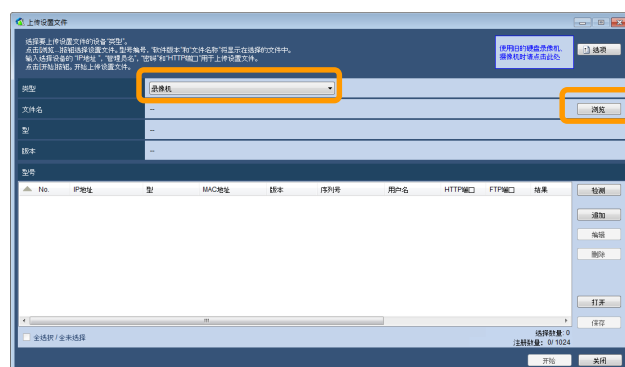 上传设置文件
选择要上传设置文件的设备“类型”。
点击[浏览...]按钮选择设置文件。型号编号，“软件版本”和“文件名称”将显示在选择的文件中。
输入选择设备的“IP地址”，“管理员名”，“密码”和“HTTP端口”用于上传设置文件。
点击[开始]按钮，开始上传设置文件。
使用旧的硬盘录像机，
摄像机时请点击此处
选项
类型 录像机
文件名 -- 浏览
型 --
版本 --
型号
No. IP地址 型 MAC地址 版本 序列号 用户名 HTTP端口 FTP端口 结果
检测
追加
编辑
删除
打开
保存
全选択 / 全未选择
选择数量: 0
注册数量: 0/ 1024
开始 关闭